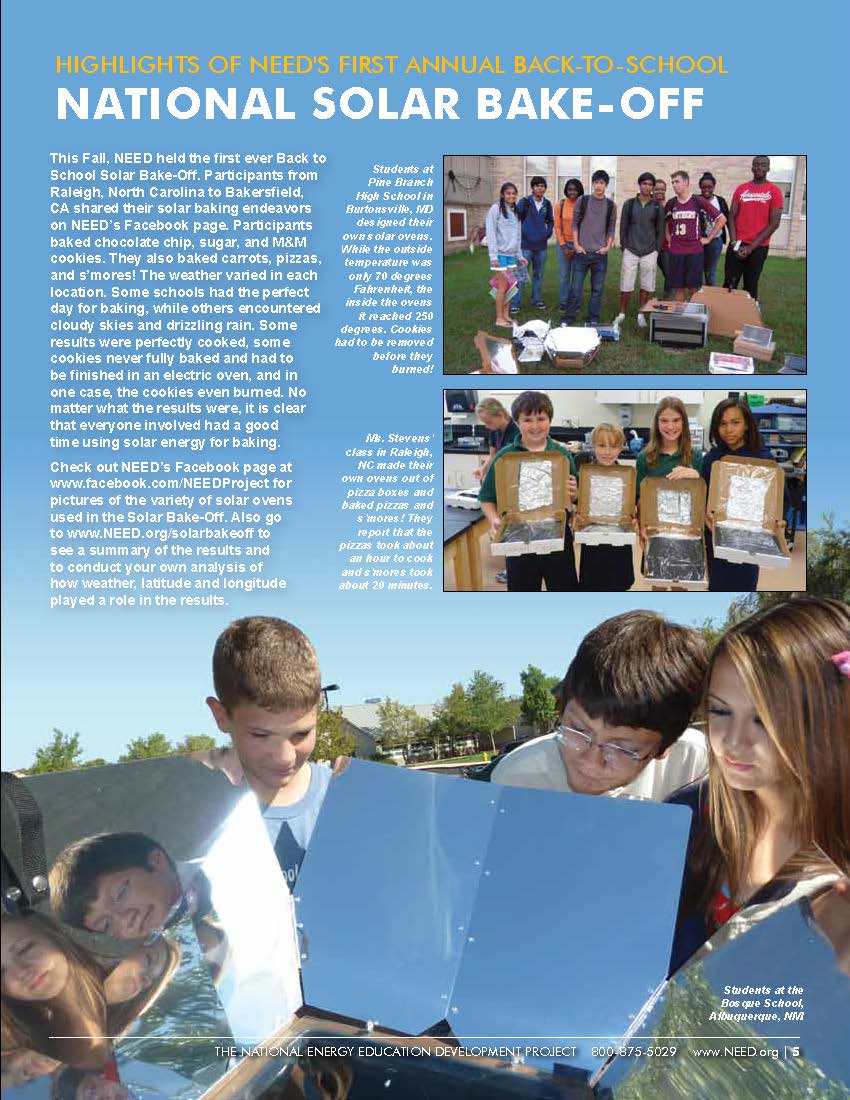 HIGHLIGHTS OF NEED'S FIRST ANNUAL BACK-TO-SCHOOL
NATIONAL SOLAR BAKE-OFF
This Fall, NEED held the first ever Back to
School Solar Bake-Off. Participants from
Raleigh, North Carolina to Bakersfield,
CA shared their solar baking endeavors
on NEED's Facebook page. Participants
baked chocolate chip, sugar, and M&M
cookies. They also baked carrots, pizzas,
and s'mores! The weather varied in each
location. Some schools had the perfect
day for baking, while others encountered
cloudy skies and drizzling rain. Some
results were perfectly cooked, some
cookies never fully baked and had to
be finished in an electric oven, and in
one case, the cookies even burned. No
matter what the results were, it is clear
that everyone involved had a good
time using solar energy for baking.
Check out NEED's Facebook page at
www.facebook.com/NEEDProject for
pictures of the variety of solar ovens
used in the Solar Bake-Off. Also go
to www.NEED.org/solarbakeoff to
see a summary of the results and
to conduct your own analysis of
how weather, latitude and longitude
played a role in the results.
Students at
Pine Branch
High School in
Burtonsville, MD
designed their
own solar ovens.
While the outside
temperature was
only 70 degrees
Fahrenheit, the
inside the ovens
it reached 250
degrees. Cookies
had to be removed
before they
burned!
Ms. Stevens'
class in Raleigh,
NC made their
own ovens out of
pizza boxes and
baked pizzas and
s'mores! They
report that the
pizzas took about
an hour to cook
and s'mores took
about 20 minutes.
Students at the
Bosque School,
Albuquerque, NM
THE NATIONAL ENERGY EDUCATION DEVELOPMENT PROJECT 800-875-5029 www.NEED.org | 5